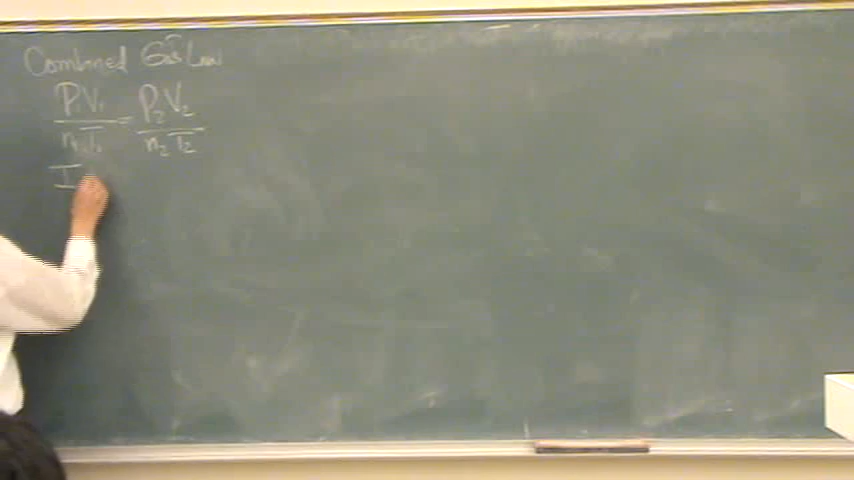 Combined Gas Law
P₁V₁ / n₁T₁ = P₂V₂ / n₂T₂
I